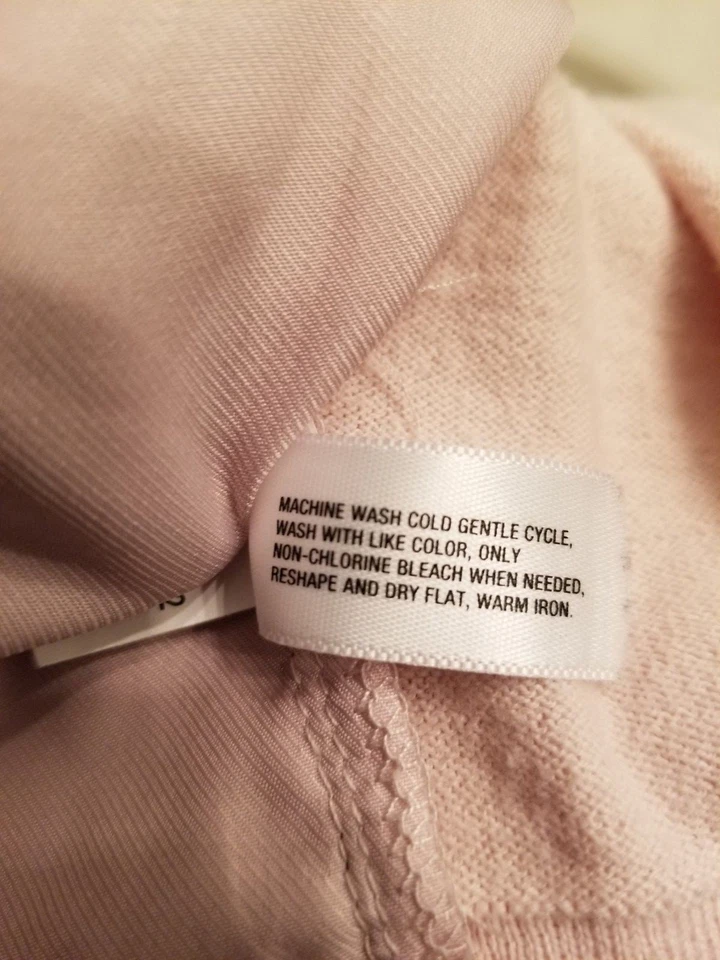 MACHINE WASH COLD GENTLE CYCLE,
WASH WITH LIKE COLOR, ONLY
NON-CHLORINE BLEACH WHEN NEEDED,
RESHAPE AND DRY FLAT, WARM IRON.